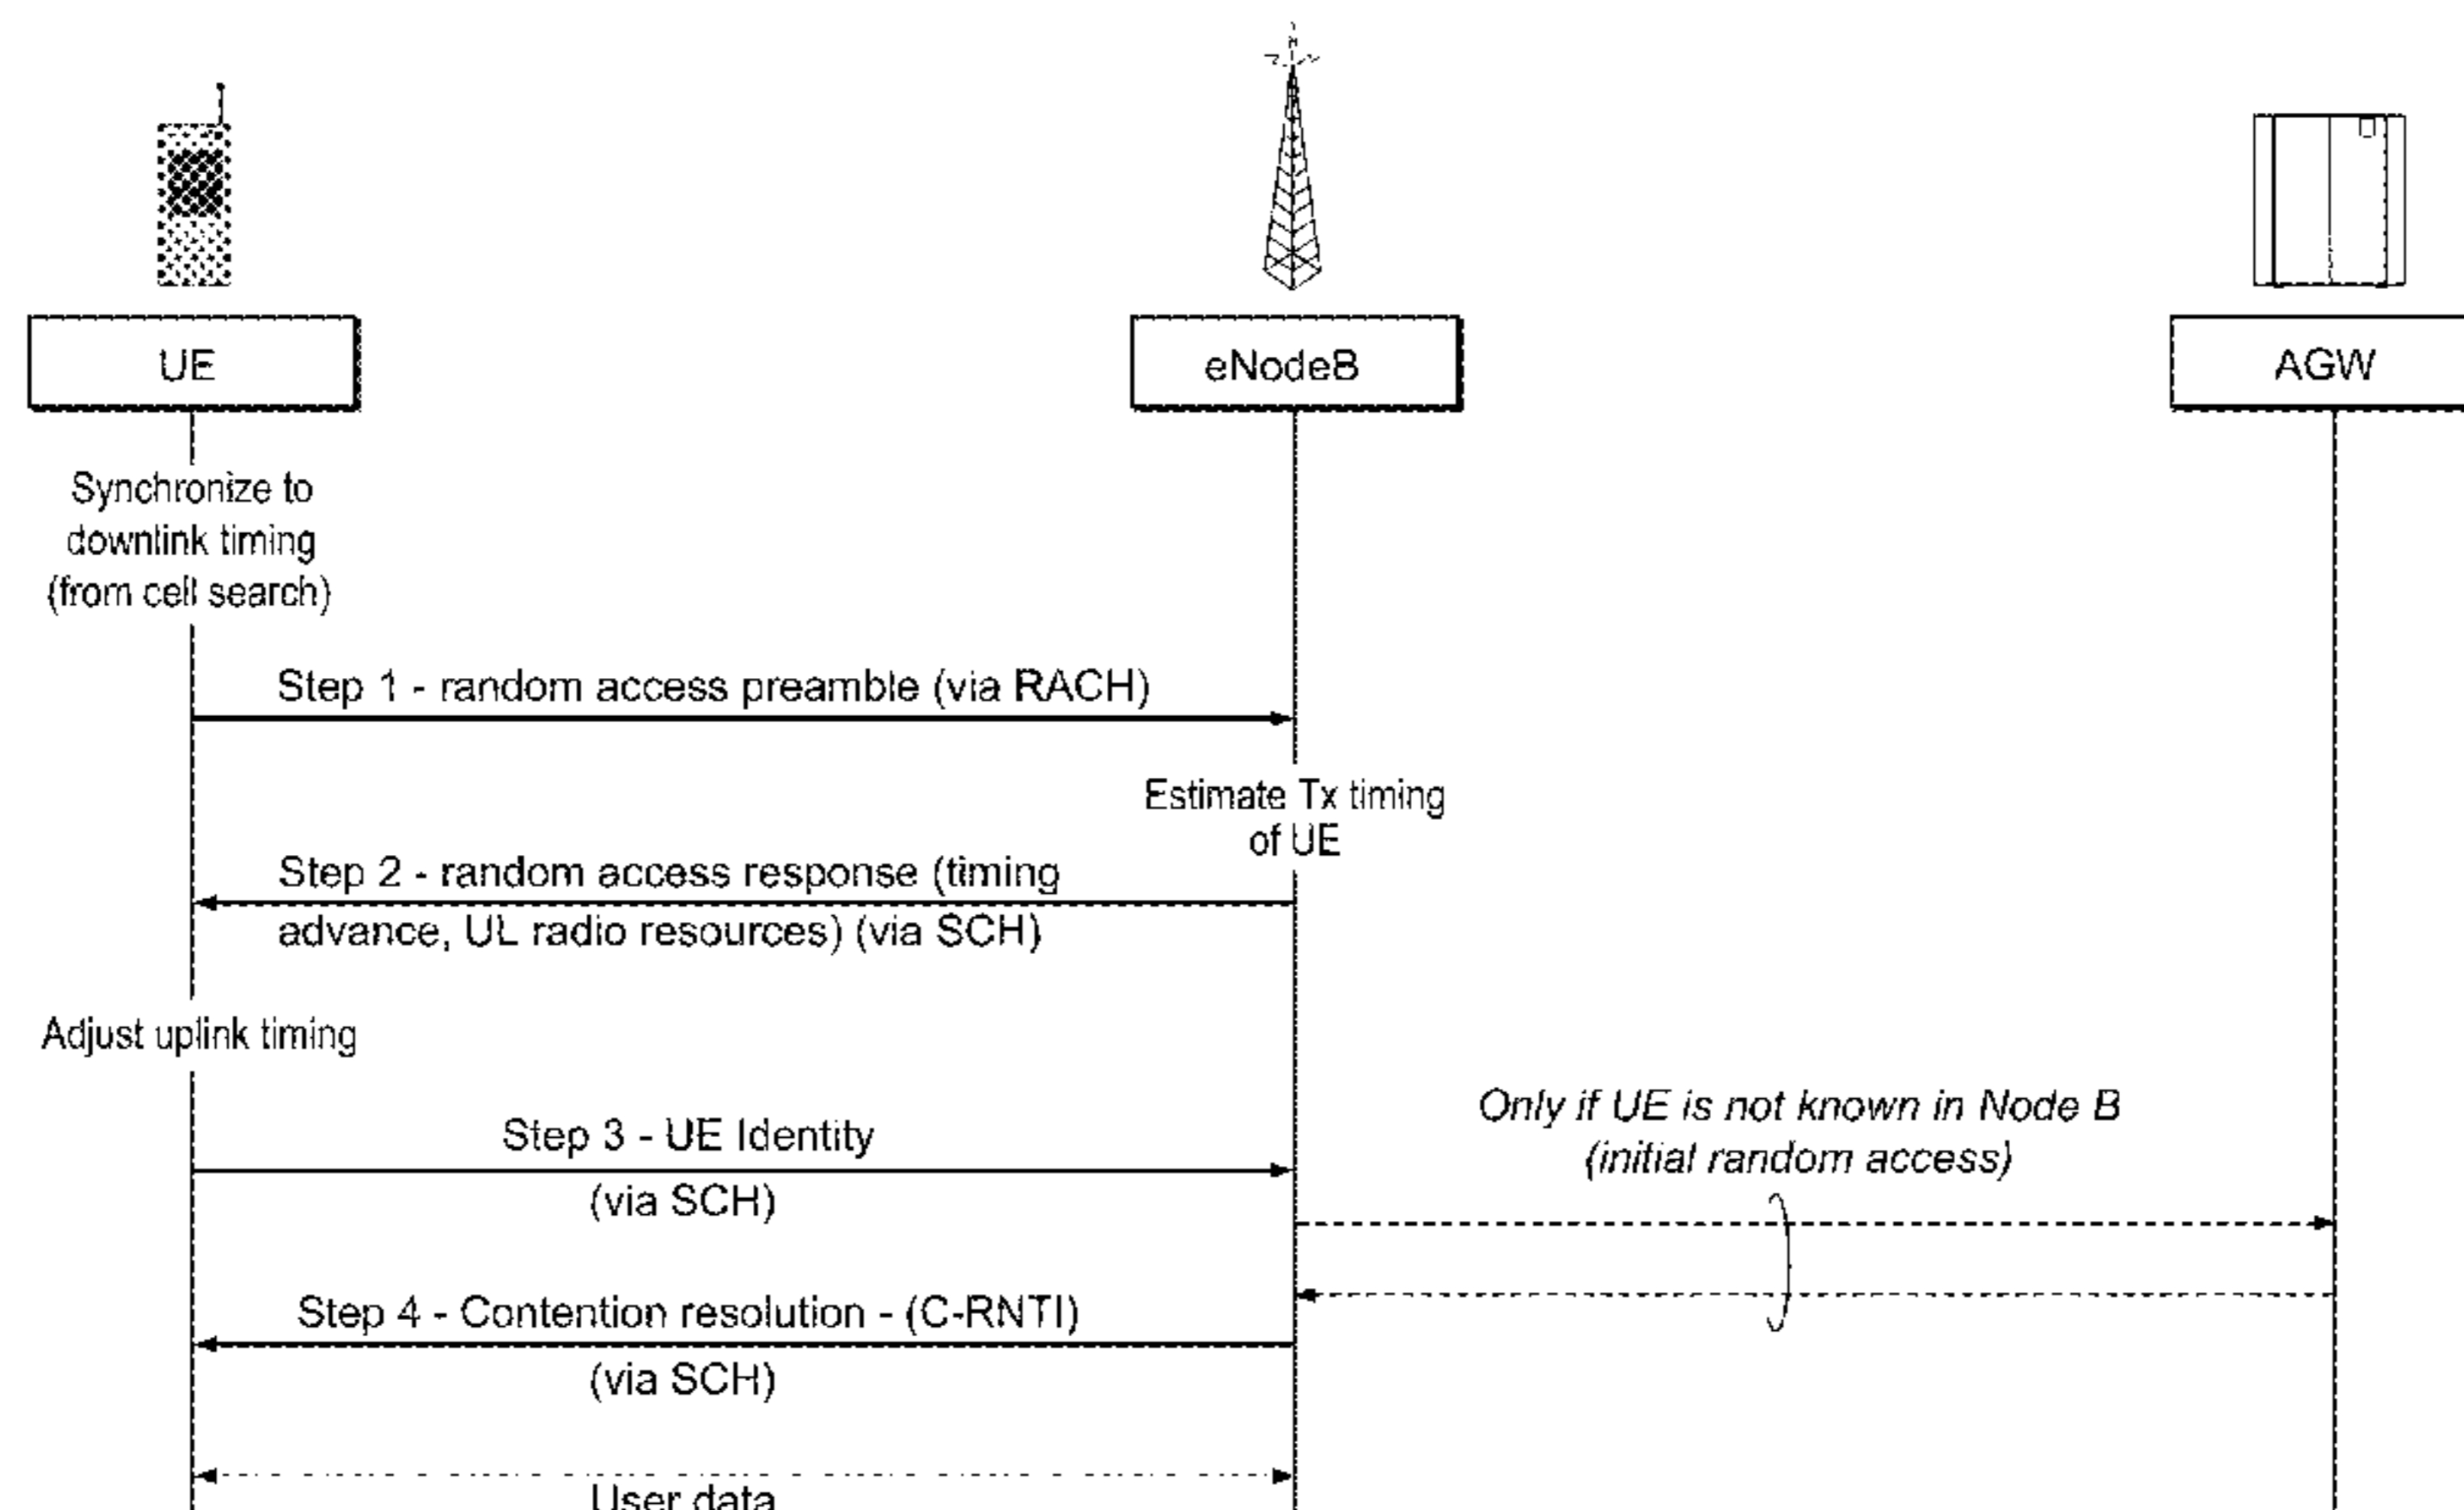 UE
eNodeB
AGW
Synchronize to
downlink timing
(from cell search)
Step 1 - random access preamble (via RACH)
Estimate Tx timing
of UE
Step 2 - random access response (timing
advance, UL radio resources) (via SCH)
Adjust uplink timing
Only if UE is not known in Node B
(initial random access)
Step 3 - UE Identity
(via SCH)
Step 4 - Contention resolution - (C-RNTI)
(via SCH)
User data